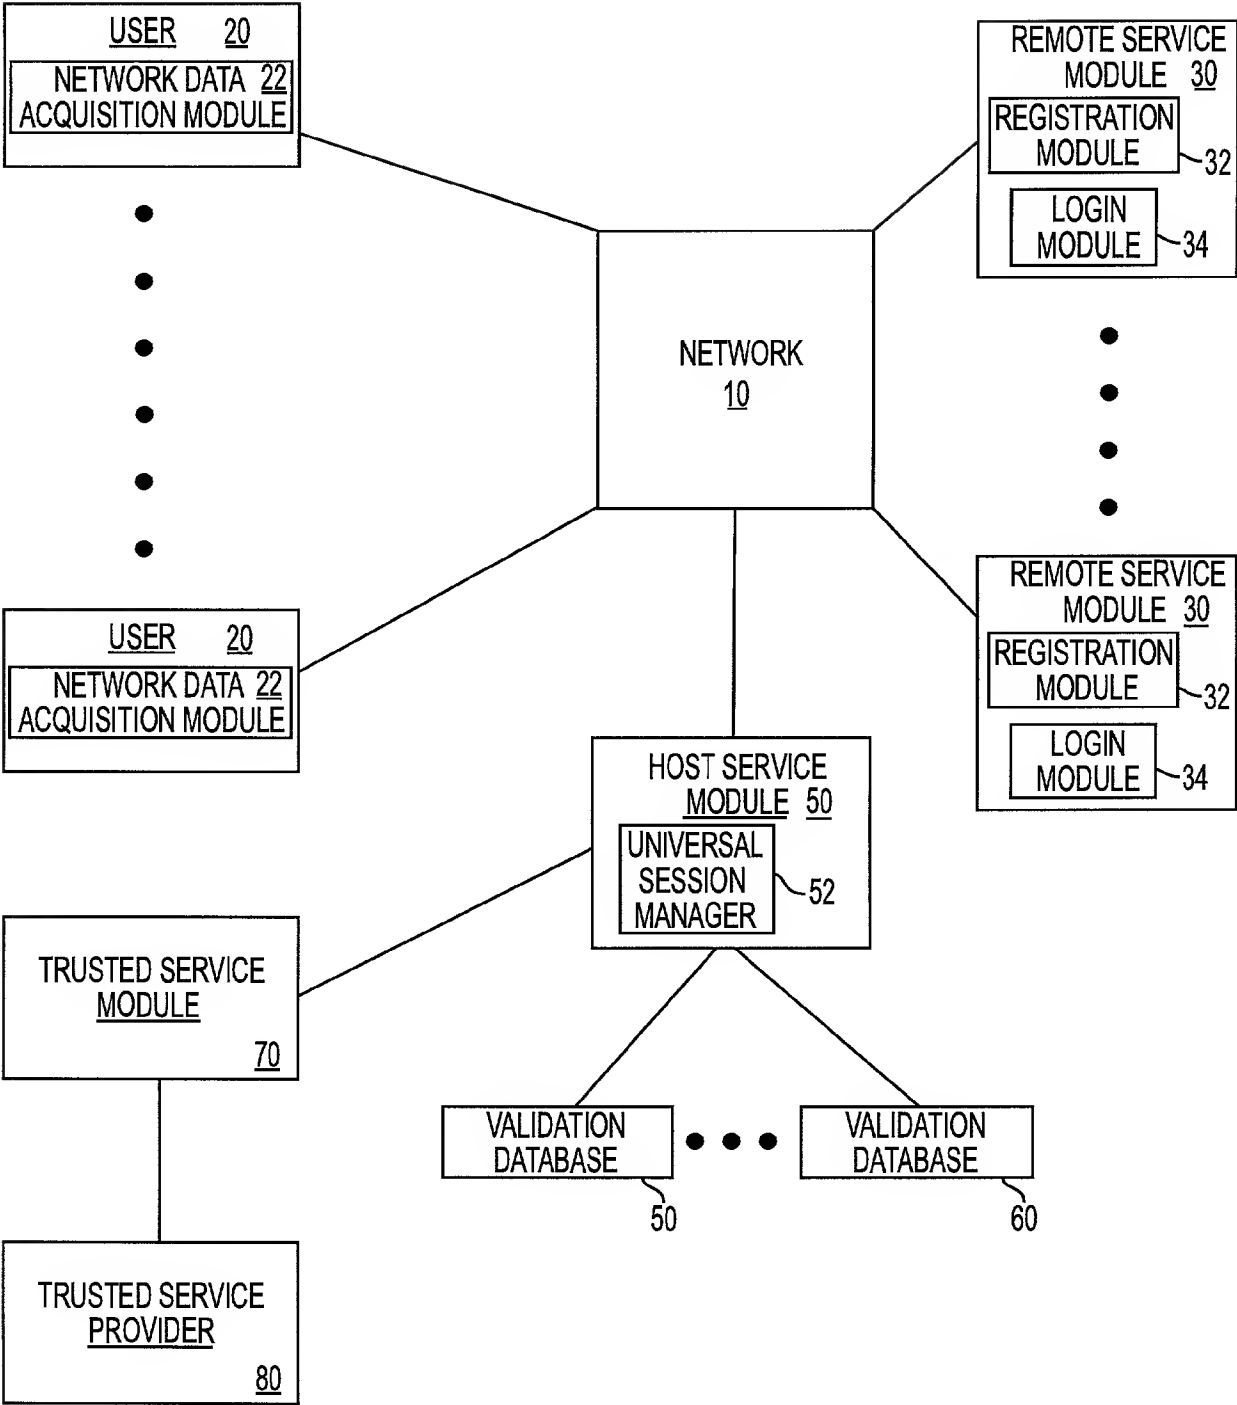 USER 20
NETWORK DATA 22
ACQUISITION MODULE
REMOTE SERVICE
MODULE 30
REGISTRATION
MODULE
32
LOGIN
MODULE
34
NETWORK
10
USER 20
NETWORK DATA 22
ACQUISITION MODULE
REMOTE SERVICE
MODULE 30
REGISTRATION
MODULE
32
LOGIN
MODULE
34
HOST SERVICE
MODULE 50
UNIVERSAL
SESSION
MANAGER
52
TRUSTED SERVICE
MODULE
70
VALIDATION
DATABASE
50
VALIDATION
DATABASE
60
TRUSTED SERVICE
PROVIDER
80